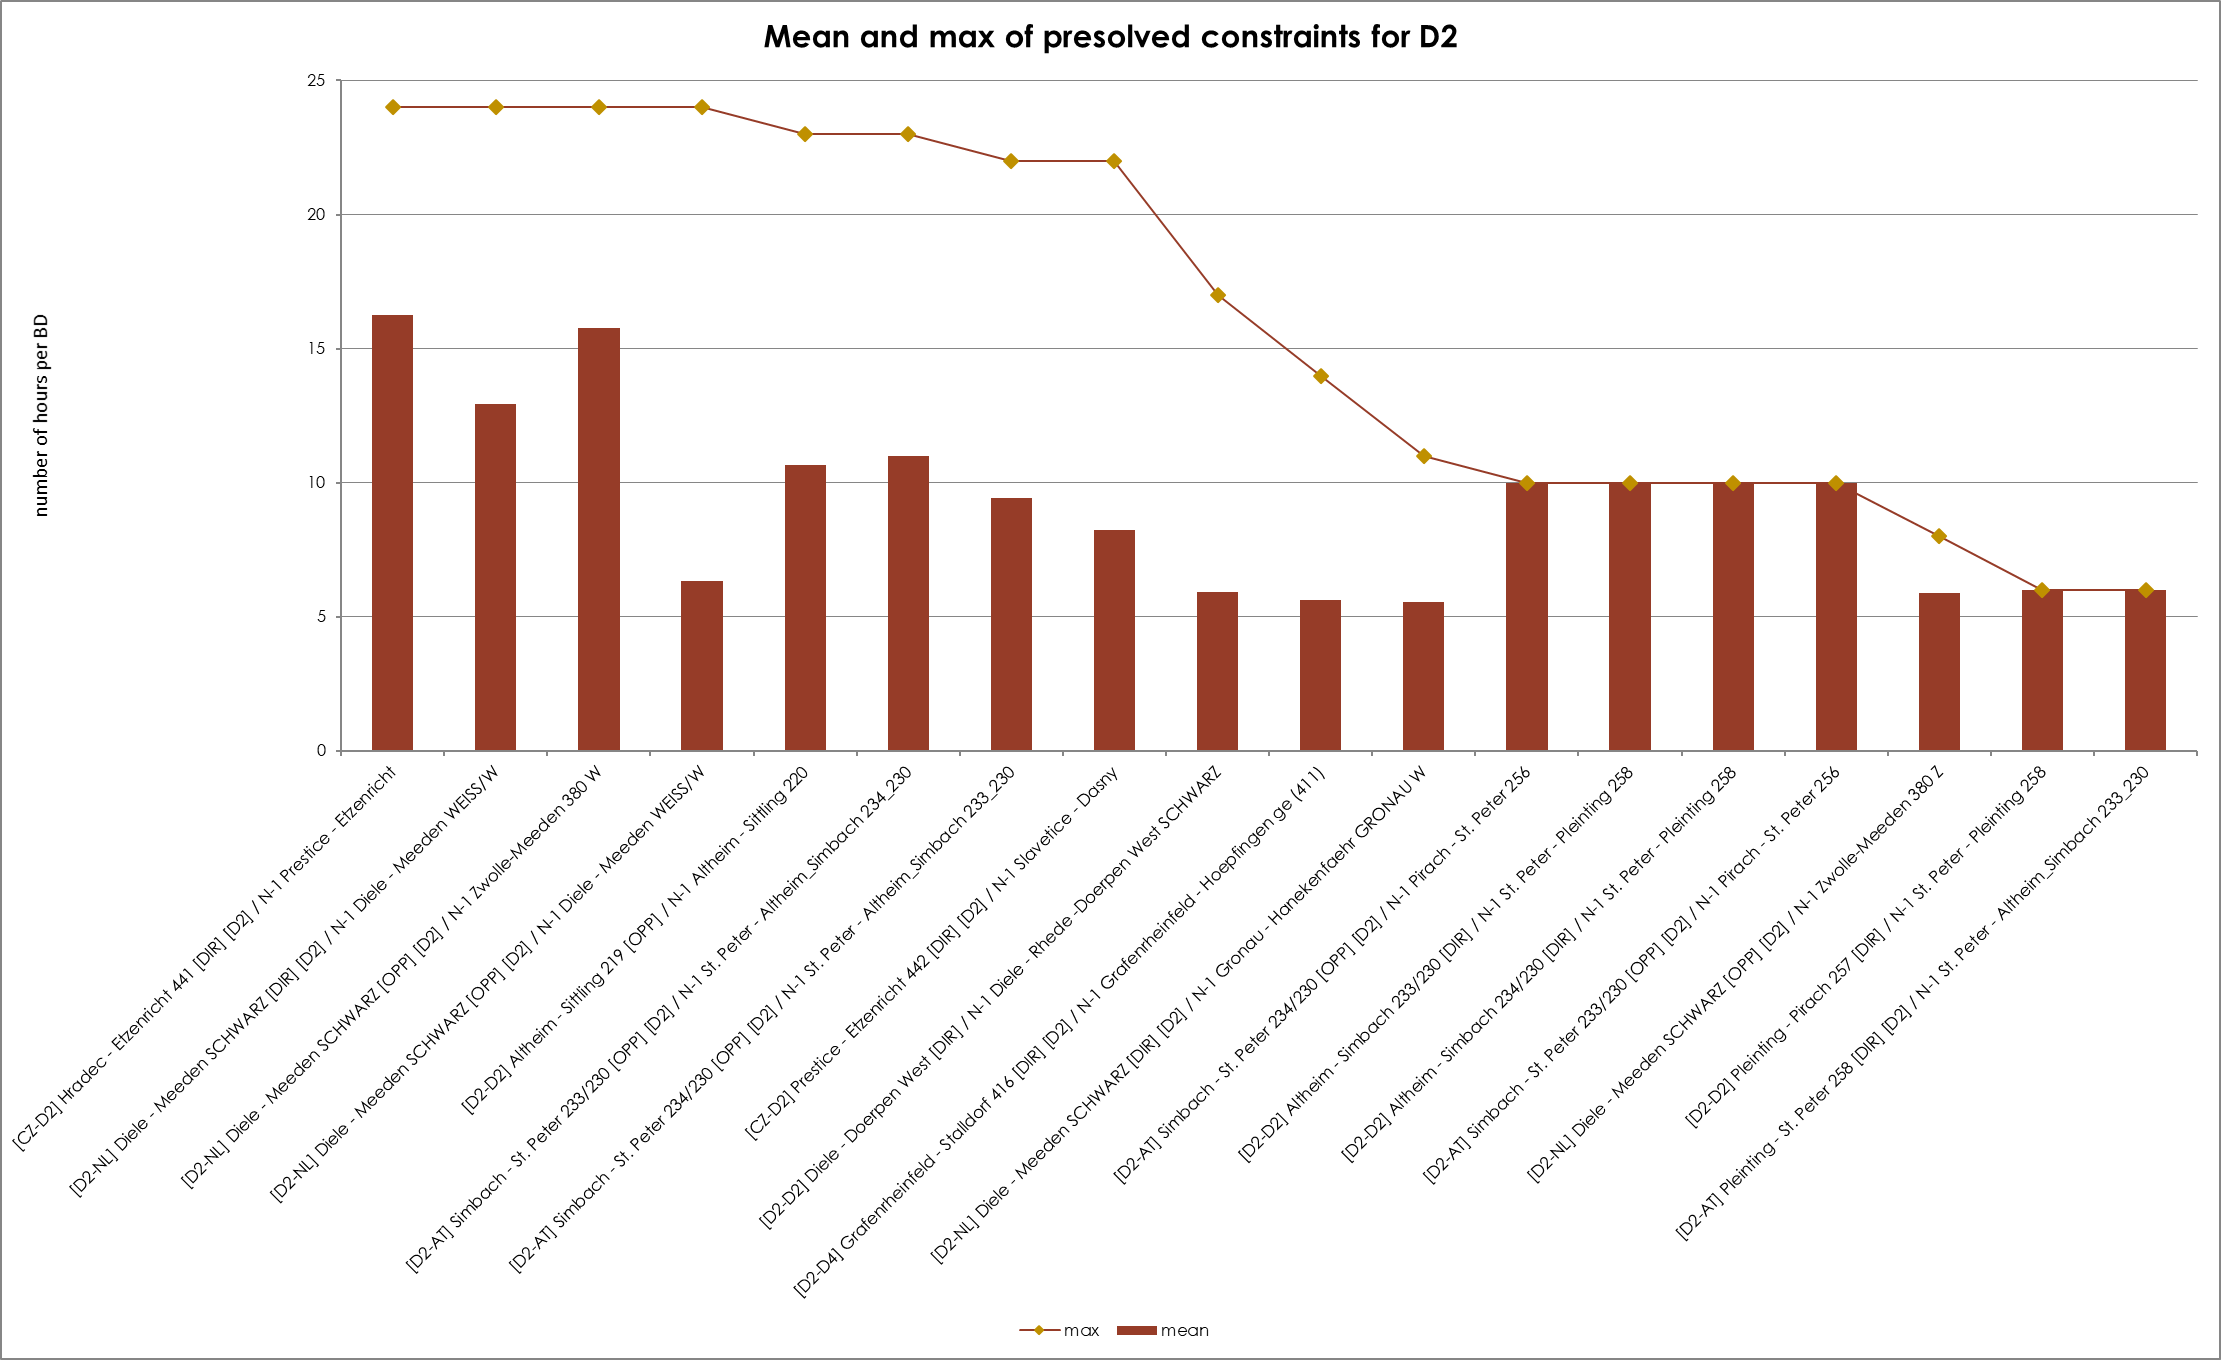 Mean and max of presolved constraints for D2
number of hours per BD
25
20
15
10
5
0
[CZ-D2] Hradec - Etzenricht 441 [DIR] [D2] / N-1 Prestice - Etzenricht
[D2-NL] Diele - Meeden SCHWARZ [DIR] [D2] / N-1 Diele - Meeden WEISS/W
[D2-NL] Diele - Meeden SCHWARZ [OPP] [D2] / N-1 Zwolle-Meeden 380 W
[D2-NL] Diele - Meeden SCHWARZ [OPP] [D2] / N-1 Diele - Meeden WEISS/W
[D2-D2] Altheim - Sittling 219 [OPP] / N-1 Altheim - Sittling 220
[D2-AT] Simbach - St. Peter 233/230 [OPP] [D2] / N-1 St. Peter - Altheim_Simbach 234_230
[D2-AT] Simbach - St. Peter 234/230 [OPP] [D2] / N-1 St. Peter - Altheim_Simbach 233_230
[CZ-D2] Prestice - Etzenricht 442 [DIR] [D2] / N-1 Slavetice - Dasny
[D2-D2] Diele - Doerpen West [DIR] / N-1 Diele - Rhede -Doerpen West SCHWARZ
[D2-D4] Grafenrheinfeld - Stalldorf 416 [DIR] [D2] / N-1 Grafenrheinfeld - Hoepfingen ge (411)
[D2-NL] Diele - Meeden SCHWARZ [DIR] [D2] / N-1 Gronau - Hanekenfaehr GRONAU W
[D2-AT] Simbach - St. Peter 234/230 [OPP] [D2] / N-1 Pirach - St. Peter 256
[D2-D2] Altheim - Simbach 233/230 [DIR] / N-1 St. Peter - Pleinting 258
[D2-D2] Altheim - Simbach 234/230 [DIR] / N-1 St. Peter - Pleinting 258
[D2-AT] Simbach - St. Peter 233/230 [OPP] [D2] / N-1 Pirach - St. Peter 256
[D2-NL] Diele - Meeden SCHWARZ [OPP] [D2] / N-1 Zwolle-Meeden 380 Z
[D2-D2] Pleinting - Pirach 257 [DIR] / N-1 St. Peter - Pleinting 258
[D2-AT] Pleinting - St. Peter 258 [DIR] [D2] / N-1 St. Peter - Altheim_Simbach 233_230
max
mean